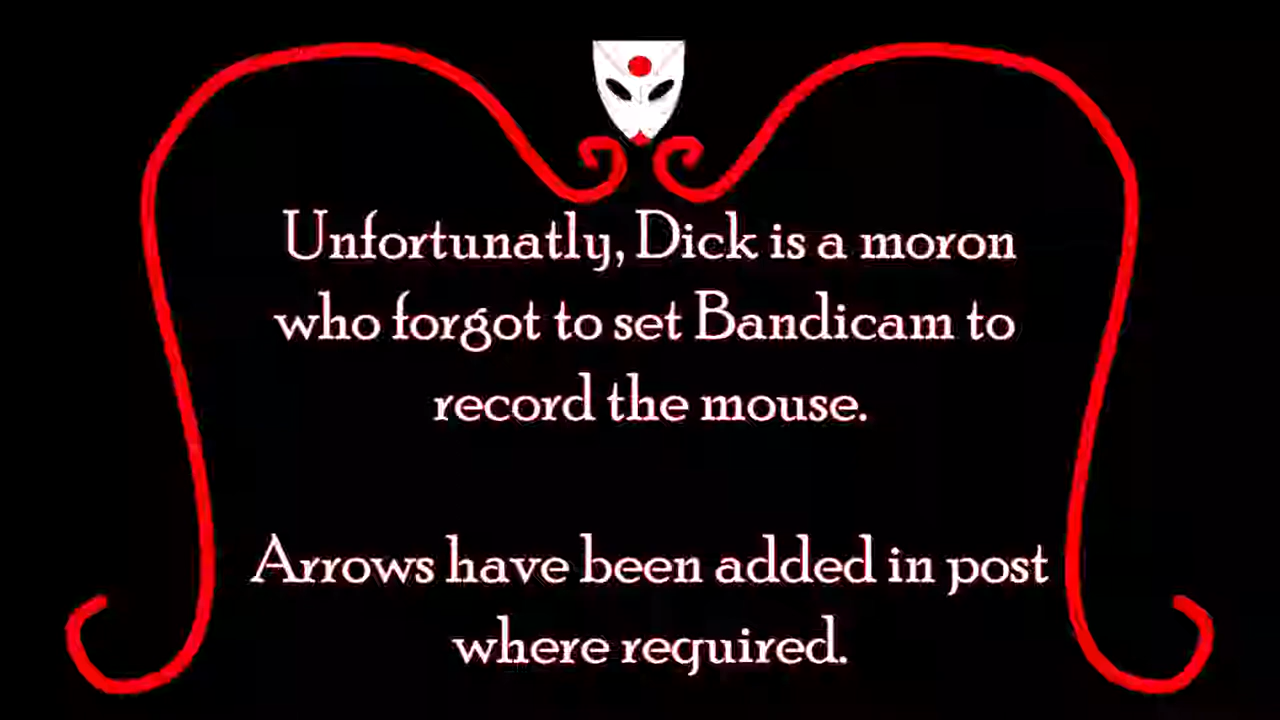 Unfortunatly, Dick is a moron
who forgot to set Bandicam to
record the mouse.
Arrows have been added in post
where required.